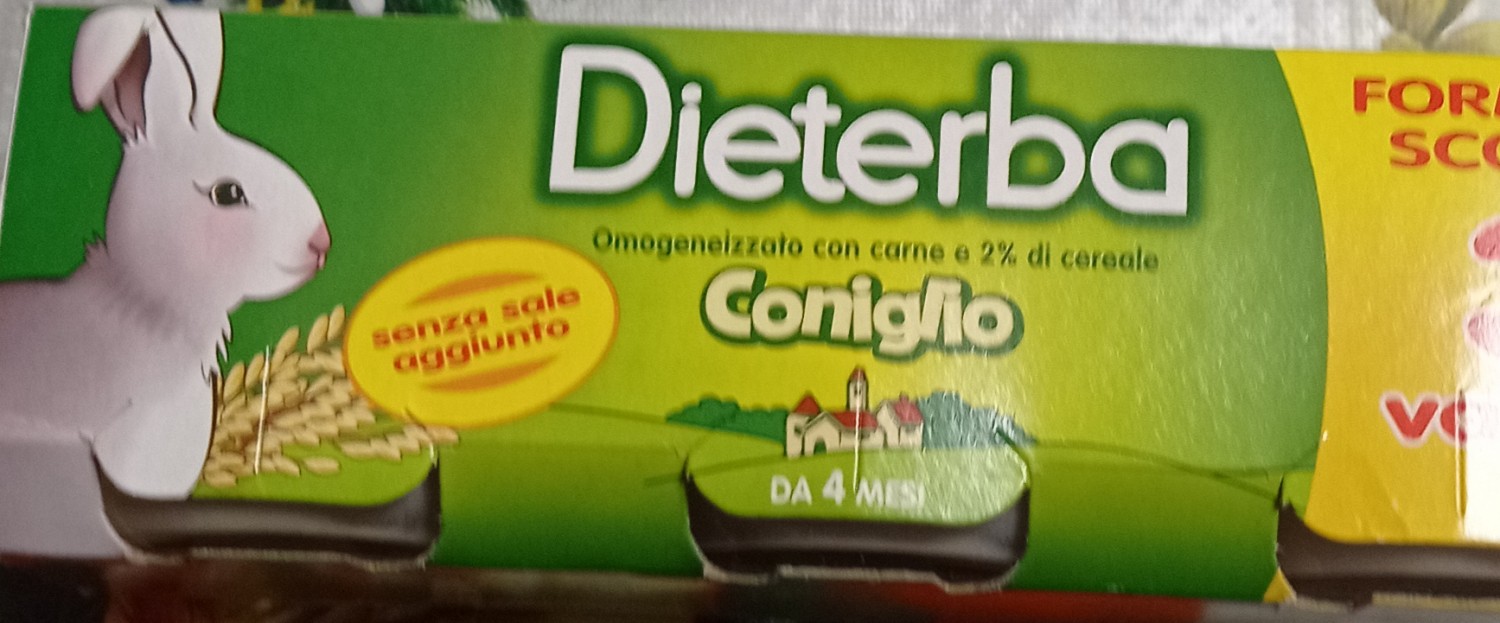 Dieterba
Omogeneizzato con carne e 2% di cereale
Coniglio
senza sale
aggiunto
DA 4 MESI